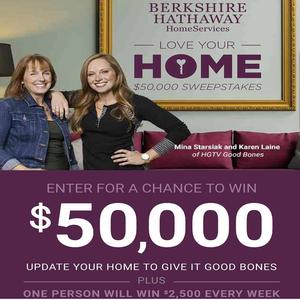 BERKSHIRE
HATHAWAY
HomeServices
LOVE YOUR
HOME
$50,000 SWEEPSTAKES
Mina Starsiak and Karen Laine
of HGTV Good Bones
ENTER FOR A CHANCE TO WIN
$50,000
UPDATE YOUR HOME TO GIVE IT GOOD BONES
PLUS
ONE PERSON WILL WIN $2,500 EVERY WEEK